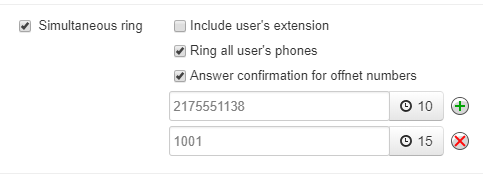 Simultaneous ring Include user's extension
Ring all user's phones
Answer confirmation for offnet numbers
2175551138 10
1001 15